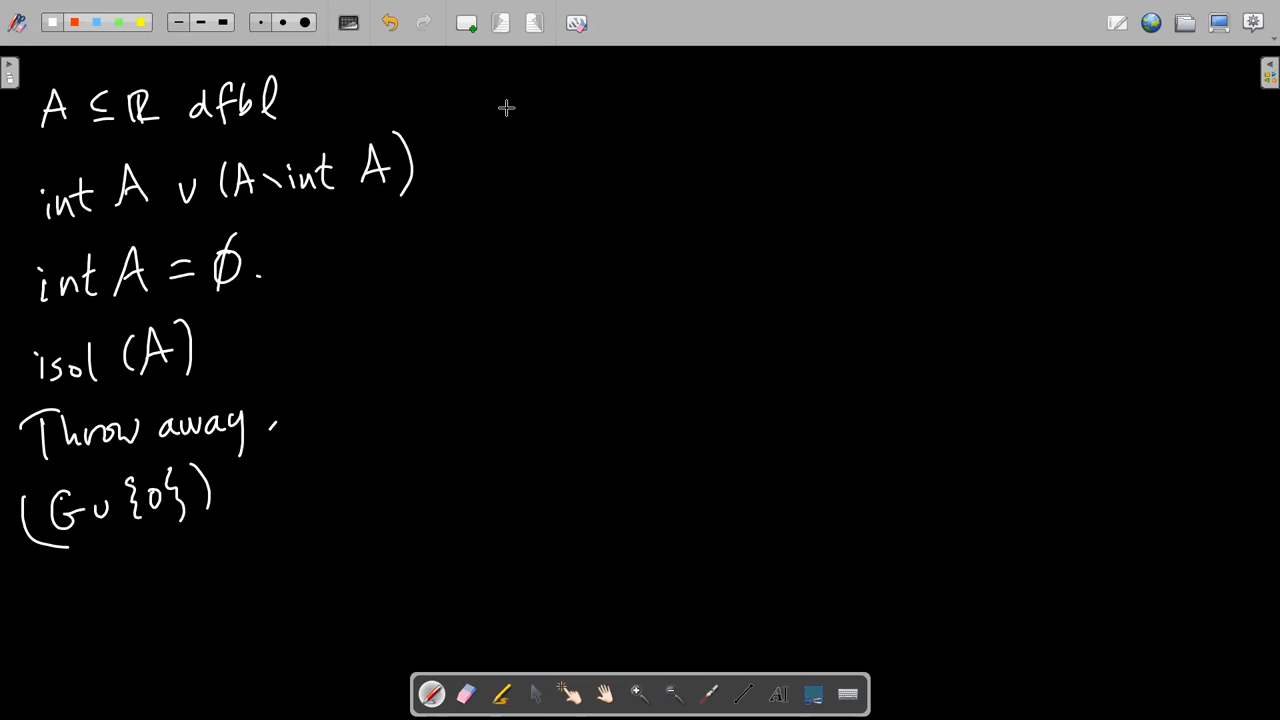 A ⊆ ℝ dfbl
int A ∪ (A∖int A)
int A = ∅.
isol (A)
Throw away.
(G∪{0})